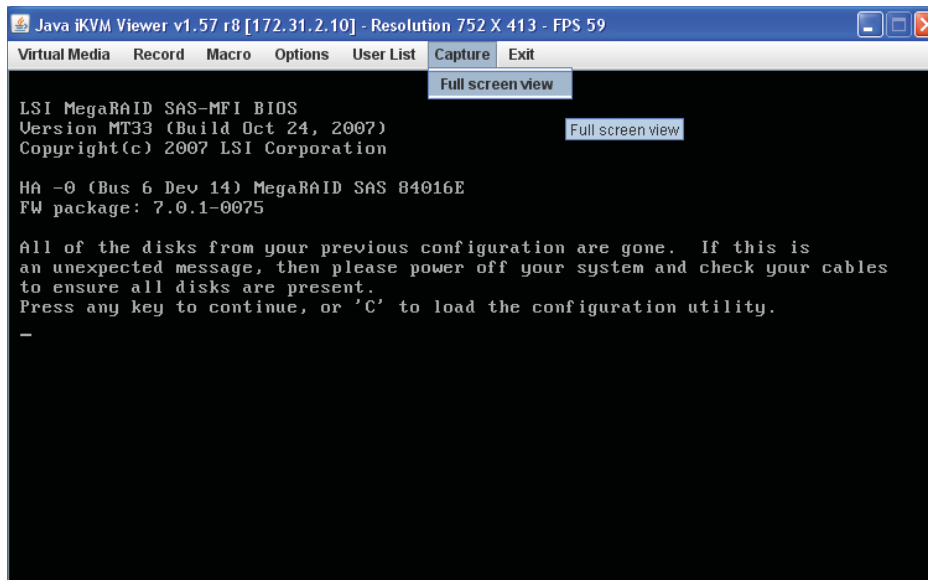 Java iKVM Viewer v1.57 r8 [172.31.2.10] - Resolution 752 X 413 - FPS 59
Virtual Media Record Macro Options User List Capture Exit
Full screen view
LSI MegaRAID SAS-MFI BIOS
Version MT33 (Build Oct 24, 2007)
Full screen view
Copyright(c) 2007 LSI Corporation
HA -0 (Bus 6 Dev 14) MegaRAID SAS 84016E
FW package: 7.0.1-0075
All of the disks from your previous configuration are gone. If this is
an unexpected message, then please power off your system and check your cables
to ensure all disks are present.
Press any key to continue, or 'C' to load the configuration utility.
_